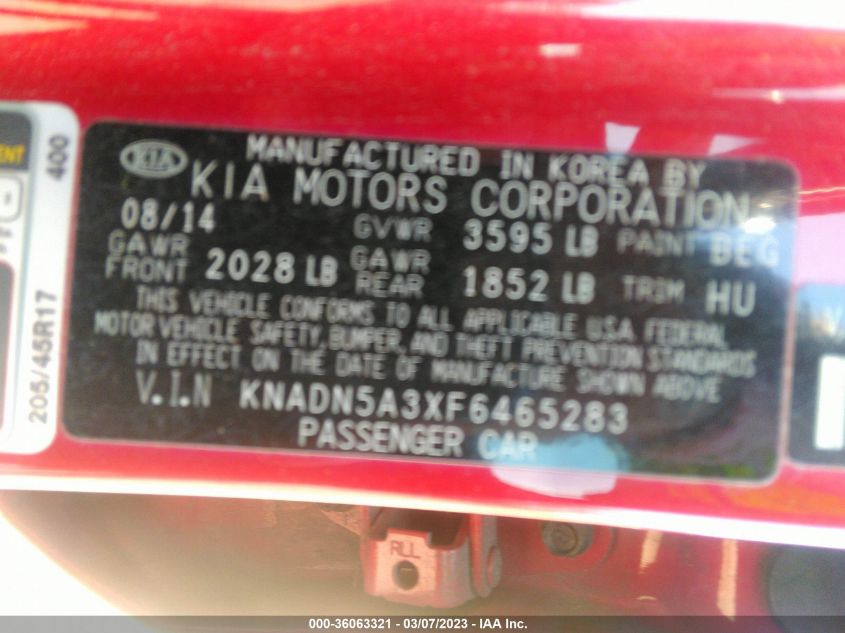 KIA
MANUFACTURED IN KOREA BY
KIA MOTORS CORPORATION
08/14 GVWR 3595 LB PAINT BEG
GAWR FRONT 2028 LB GAWR REAR 1852 LB TRIM HU
THIS VEHICLE CONFORMS TO ALL APPLICABLE U.S.A. FEDERAL
MOTOR VEHICLE SAFETY, BUMPER, AND THEFT PREVENTION STANDARDS
IN EFFECT ON THE DATE OF MANUFACTURE SHOWN ABOVE
V.I.N KNADN5A3XF6465283
PASSENGER CAR
400
205/45R17
RLL
000-36063321 - 03/07/2023 - IAA Inc.